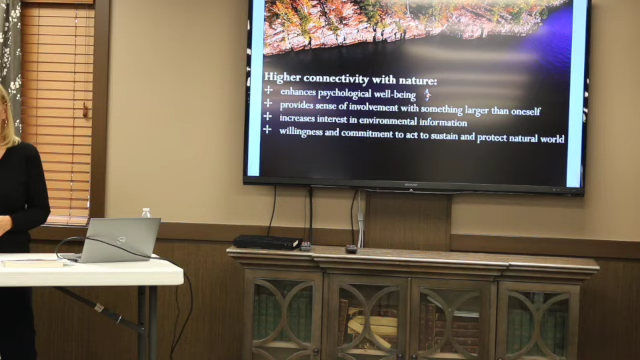 Higher connectivity with nature:
enhances psychological well-being
provides sense of involvement with something larger than oneself
increases interest in environmental information
willingness and commitment to act to sustain and protect natural world